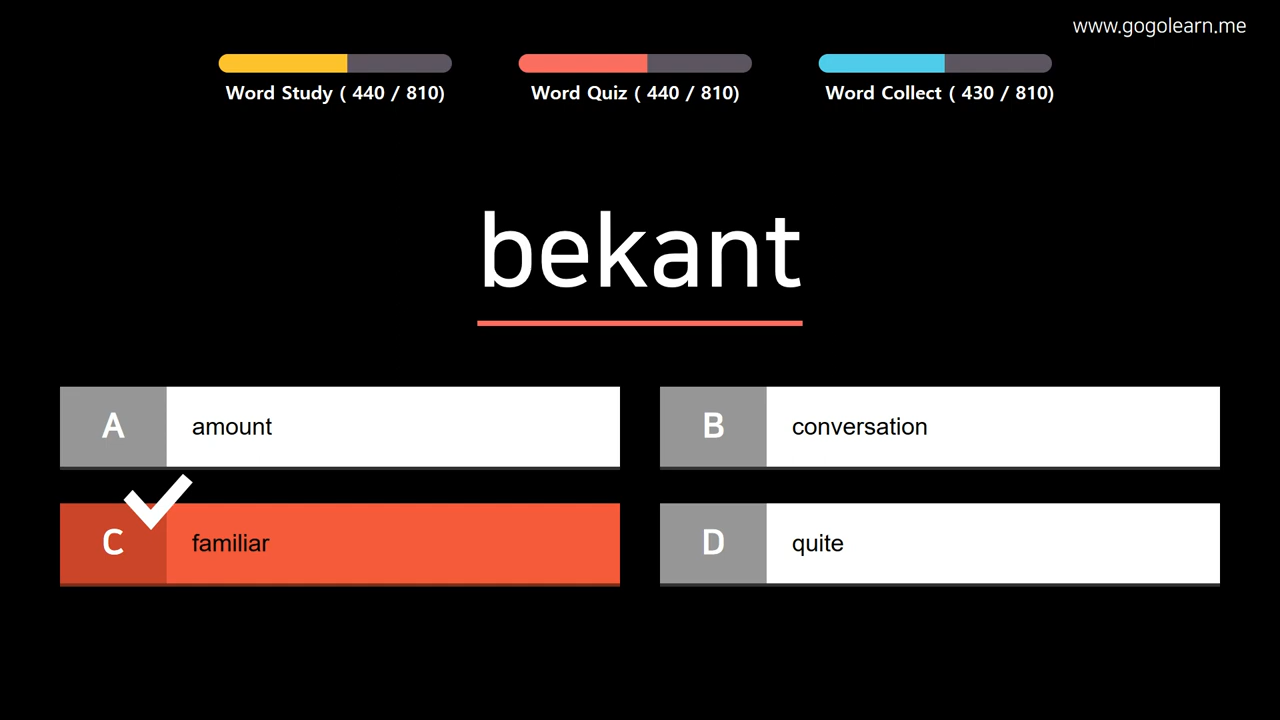 www.gogolearn.me
Word Study ( 440 / 810)
Word Quiz ( 440 / 810)
Word Collect ( 430 / 810)
bekant
A amount
B conversation
C familiar
D quite